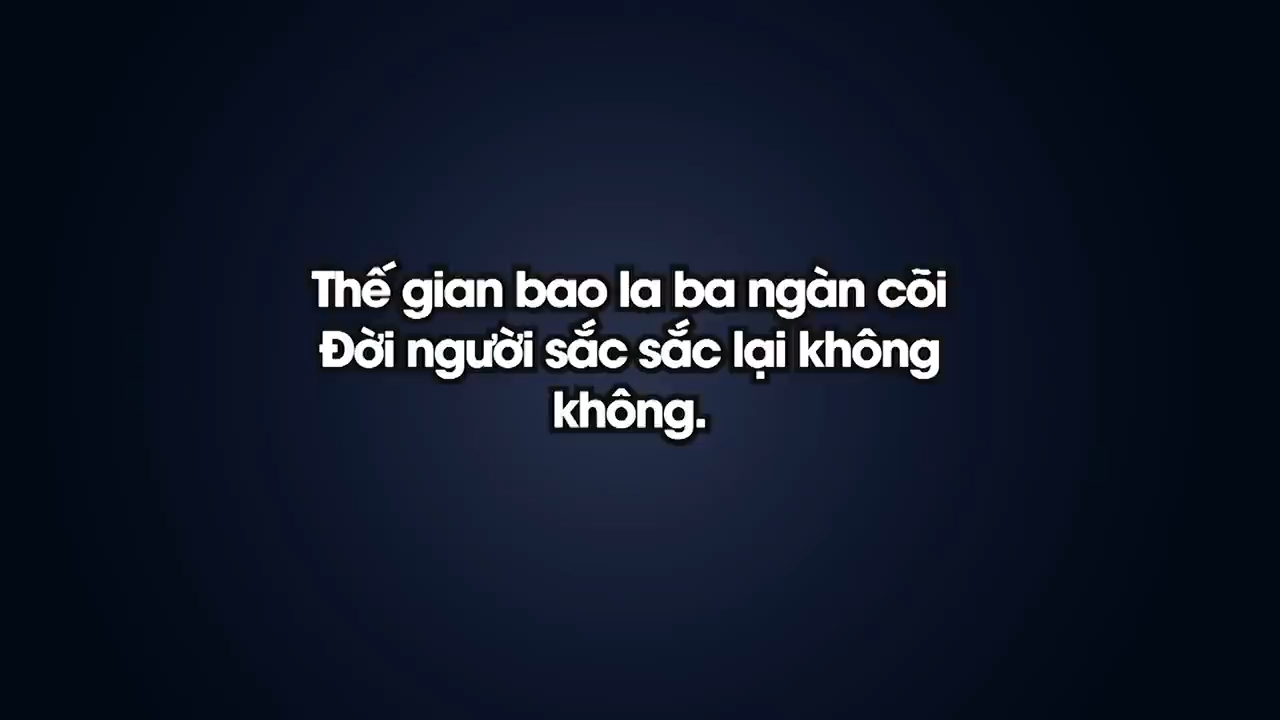 Thế gian bao la ba ngàn cõi
Đời người sắc sắc lại không
không.